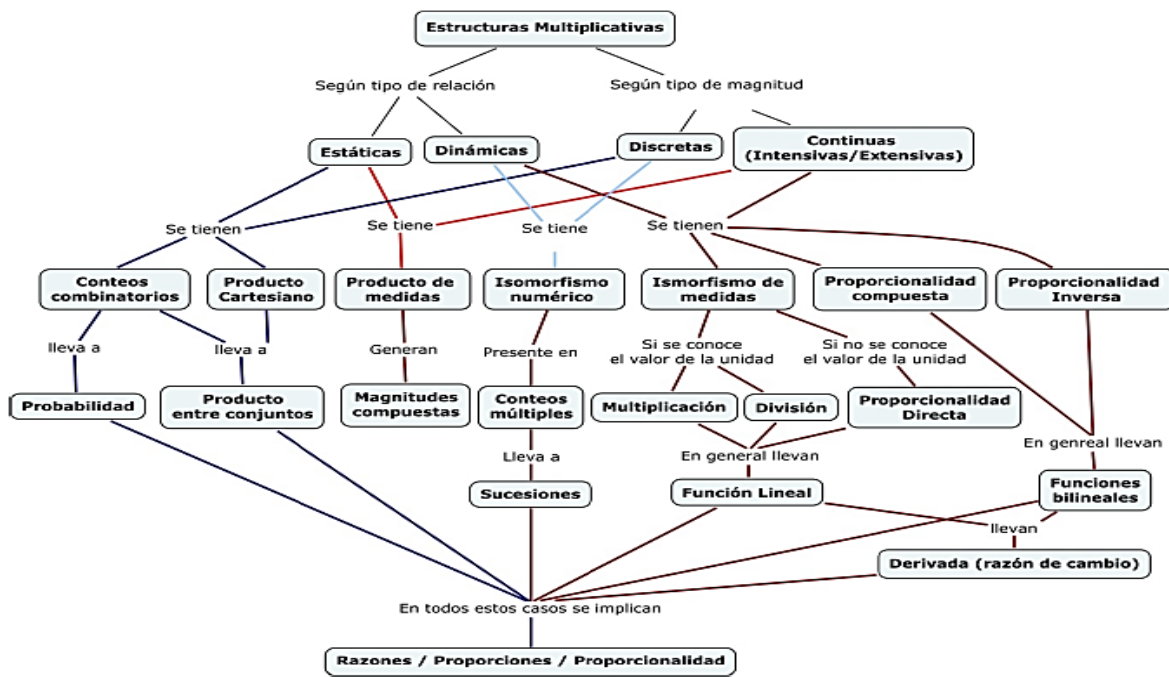 Estructuras Multiplicativas
Según tipo de relación
Según tipo de magnitud
Estáticas
Dinámicas
Discretas
Continuas
(Intensivas/Extensivas)
Se tienen
Se tiene
Se tiene
Se tienen
Conteos
combinatorios
Producto
Cartesiano
Producto de
medidas
Isomorfismo
numérico
Ismorfismo de
medidas
Proporcionalidad
compuesta
Proporcionalidad
Inversa
lleva a
lleva a
Generan
Presente en
Si se conoce
el valor de la unidad
Si no se conoce
el valor de la unidad
Probabilidad
Producto
entre conjuntos
Magnitudes
compuestas
Conteos
múltiples
Multiplicación
División
Proporcionalidad
Directa
Lleva a
En general llevan
En genreal llevan
Sucesiones
Función Lineal
Funciones
bilineales
llevan
Derivada (razón de cambio)
En todos estos casos se implican
Razones / Proporciones / Proporcionalidad